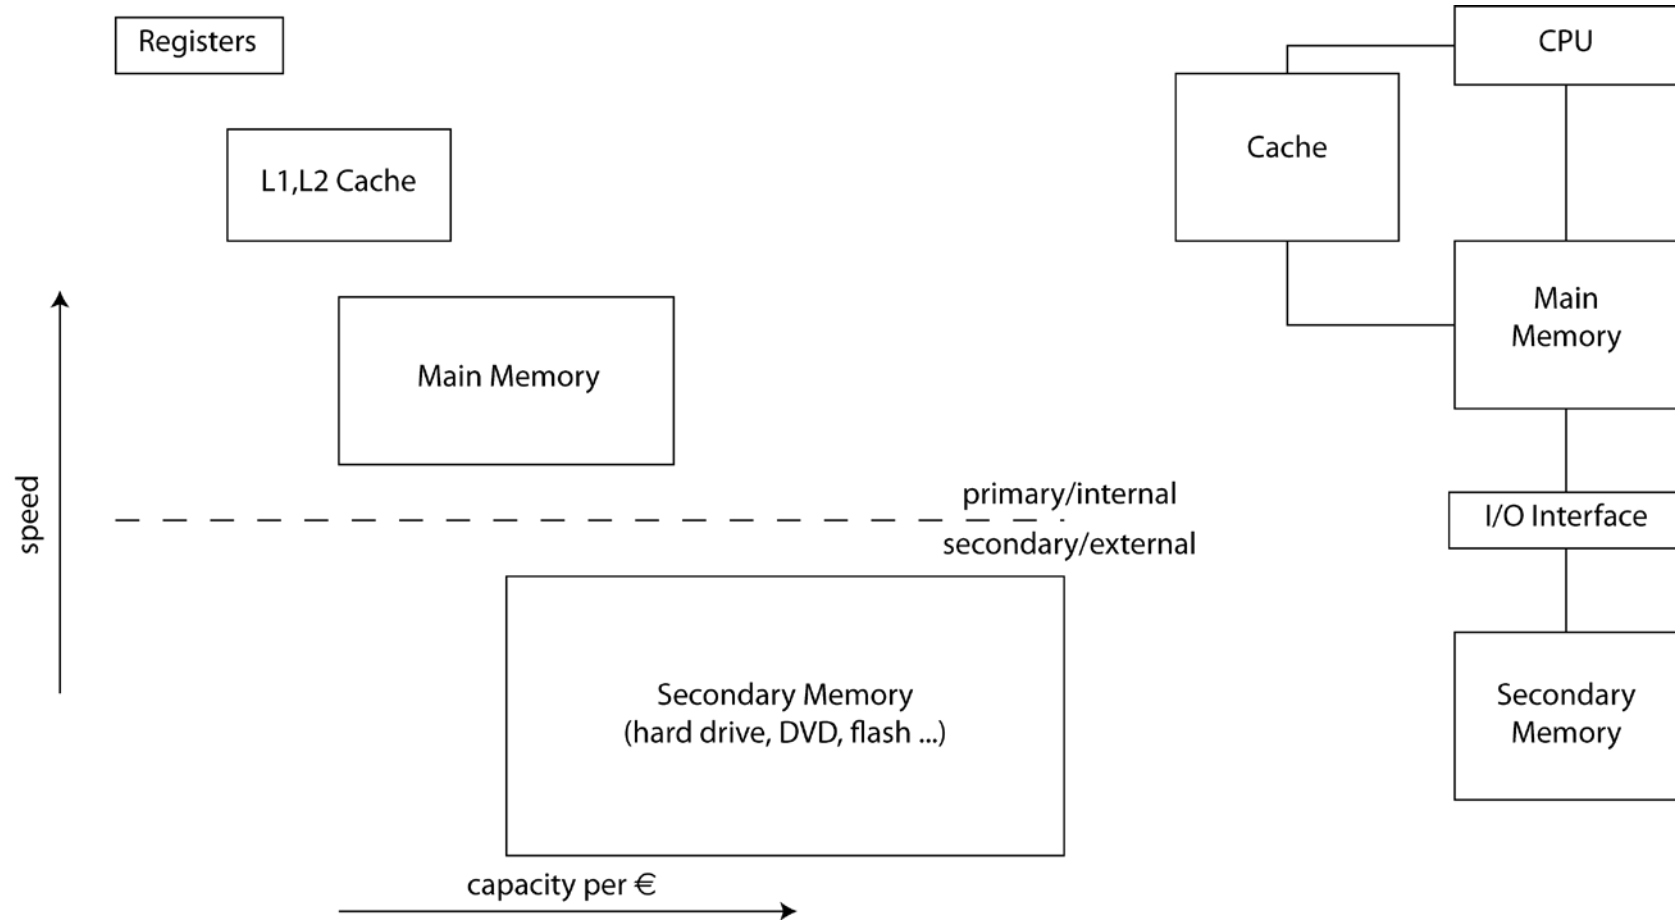 Registers
CPU
Cache
L1,L2 Cache
Main
Memory
Main Memory
speed
primary/internal
secondary/external
I/O Interface
Secondary Memory
(hard drive, DVD, flash ...)
Secondary
Memory
capacity per €